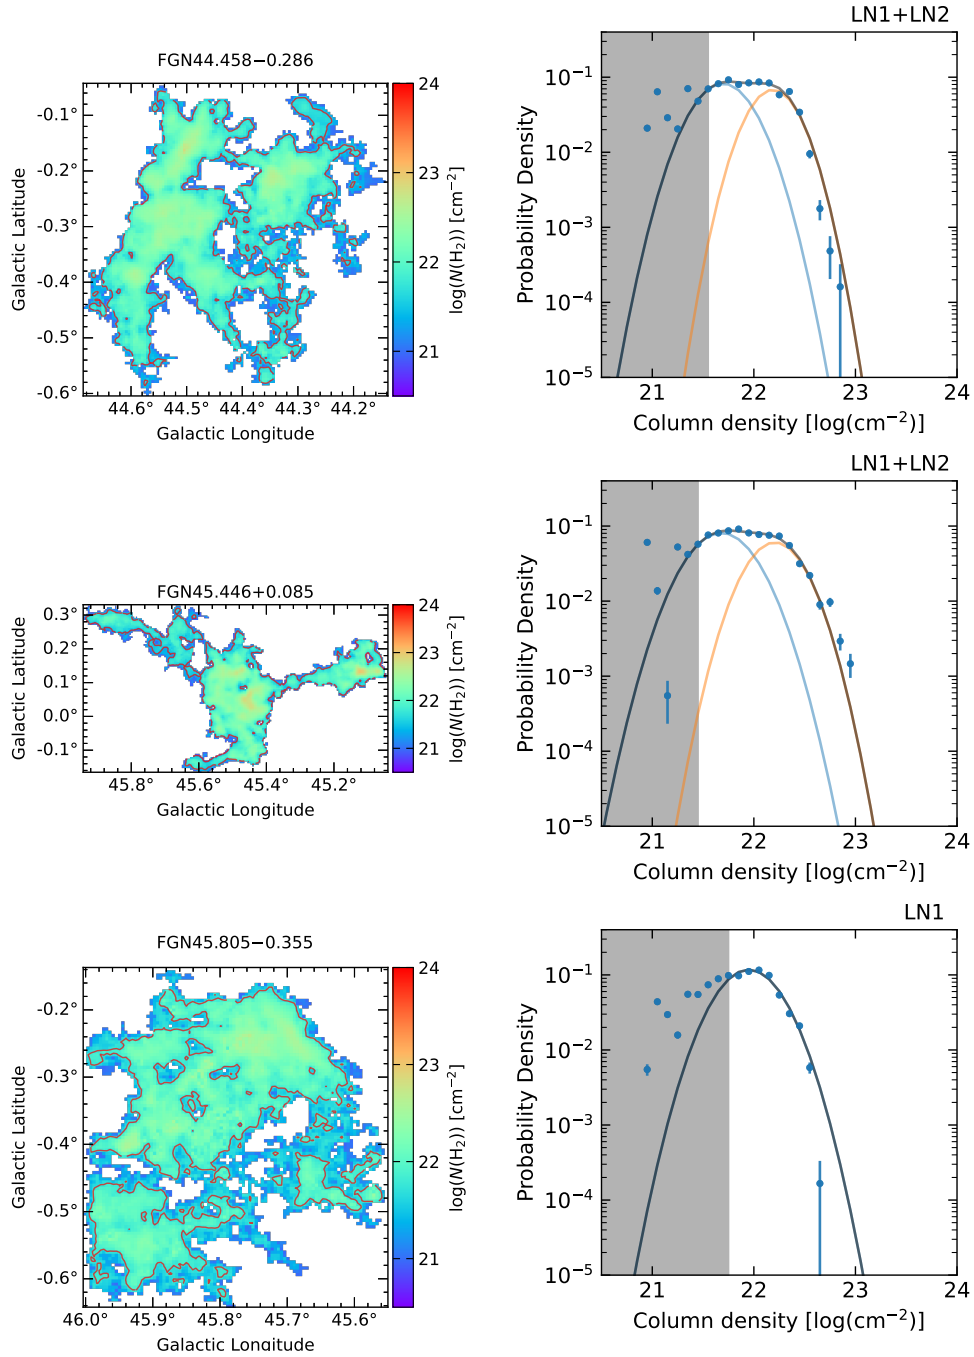 LN1+LN2
FGN44.458−0.286
-0.1°
-0.2°
-0.3°
-0.4°
-0.5°
-0.6°
Galactic Latitude
44.6° 44.5° 44.4° 44.3° 44.2°
Galactic Longitude
24
23
22
21
log(N(H₂)) [cm⁻²]
10⁻¹
10⁻²
10⁻³
10⁻⁴
10⁻⁵
Probability Density
21 22 23 24
Column density [log(cm⁻²)]
LN1+LN2
FGN45.446+0.085
0.3°
0.2°
0.1°
0.0°
-0.1°
Galactic Latitude
45.8° 45.6° 45.4° 45.2°
Galactic Longitude
24
23
22
21
log(N(H₂)) [cm⁻²]
10⁻¹
10⁻²
10⁻³
10⁻⁴
10⁻⁵
Probability Density
21 22 23 24
Column density [log(cm⁻²)]
LN1
FGN45.805−0.355
-0.2°
-0.3°
-0.4°
-0.5°
-0.6°
Galactic Latitude
46.0° 45.9° 45.8° 45.7° 45.6°
Galactic Longitude
24
23
22
21
log(N(H₂)) [cm⁻²]
10⁻¹
10⁻²
10⁻³
10⁻⁴
10⁻⁵
Probability Density
21 22 23 24
Column density [log(cm⁻²)]